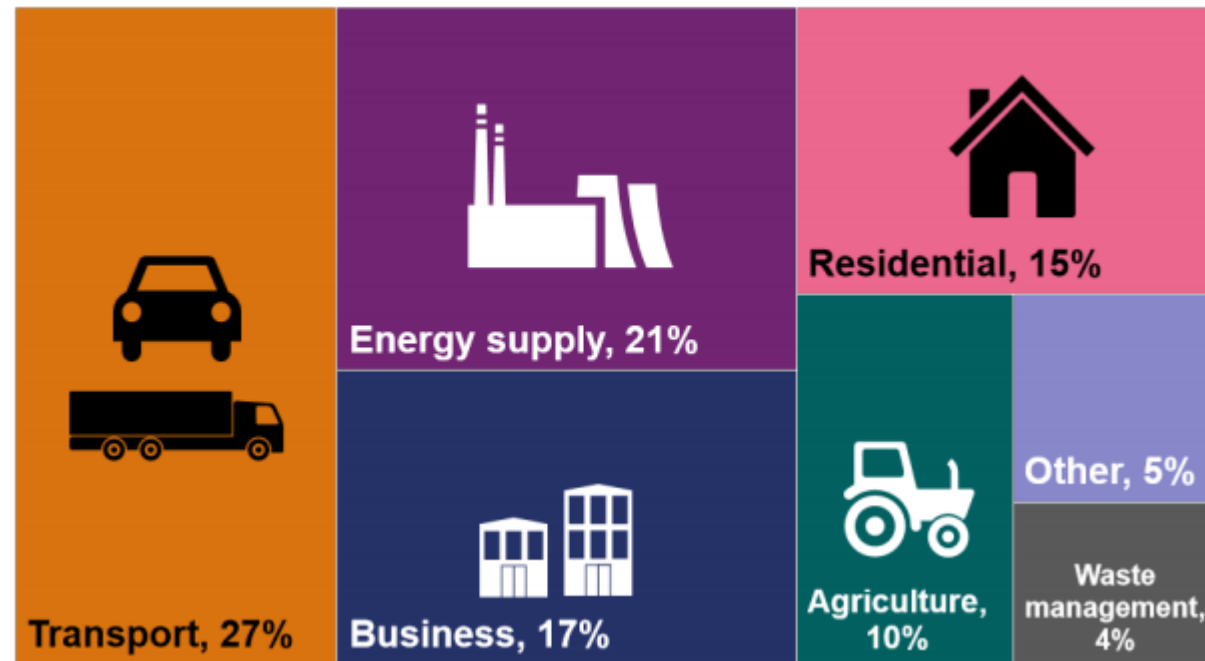 Transport, 27%
Energy supply, 21%
Business, 17%
Residential, 15%
Agriculture,
10%
Other, 5%
Waste
management,
4%